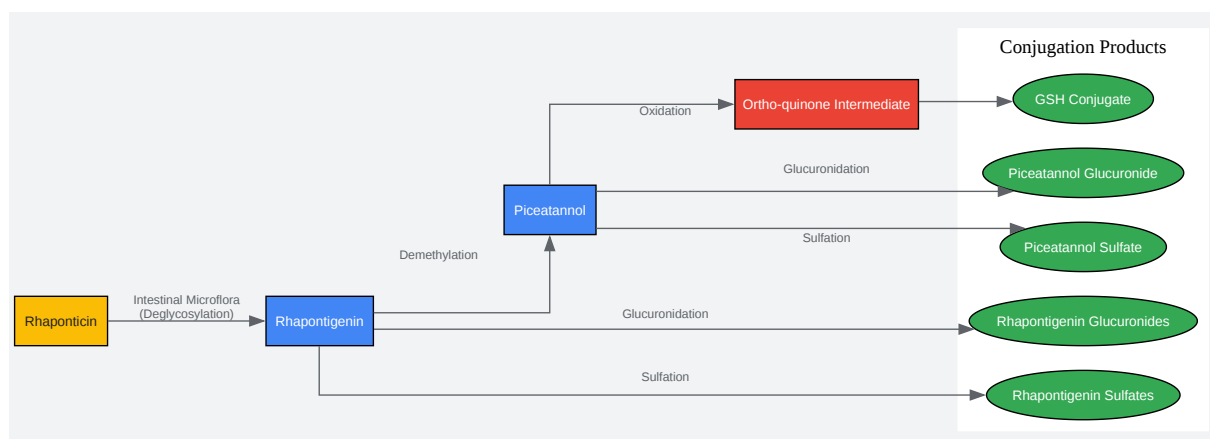 Conjugation Products
Ortho-quinone Intermediate
GSH Conjugate
Oxidation
Glucuronidation
Piceatannol Glucuronide
Piceatannol
Sulfation
Piceatannol Sulfate
Demethylation
Rhaponticin
Intestinal Microflora
(Deglycosylation)
Rhapontigenin
Glucuronidation
Rhapontigenin Glucuronides
Sulfation
Rhapontigenin Sulfates